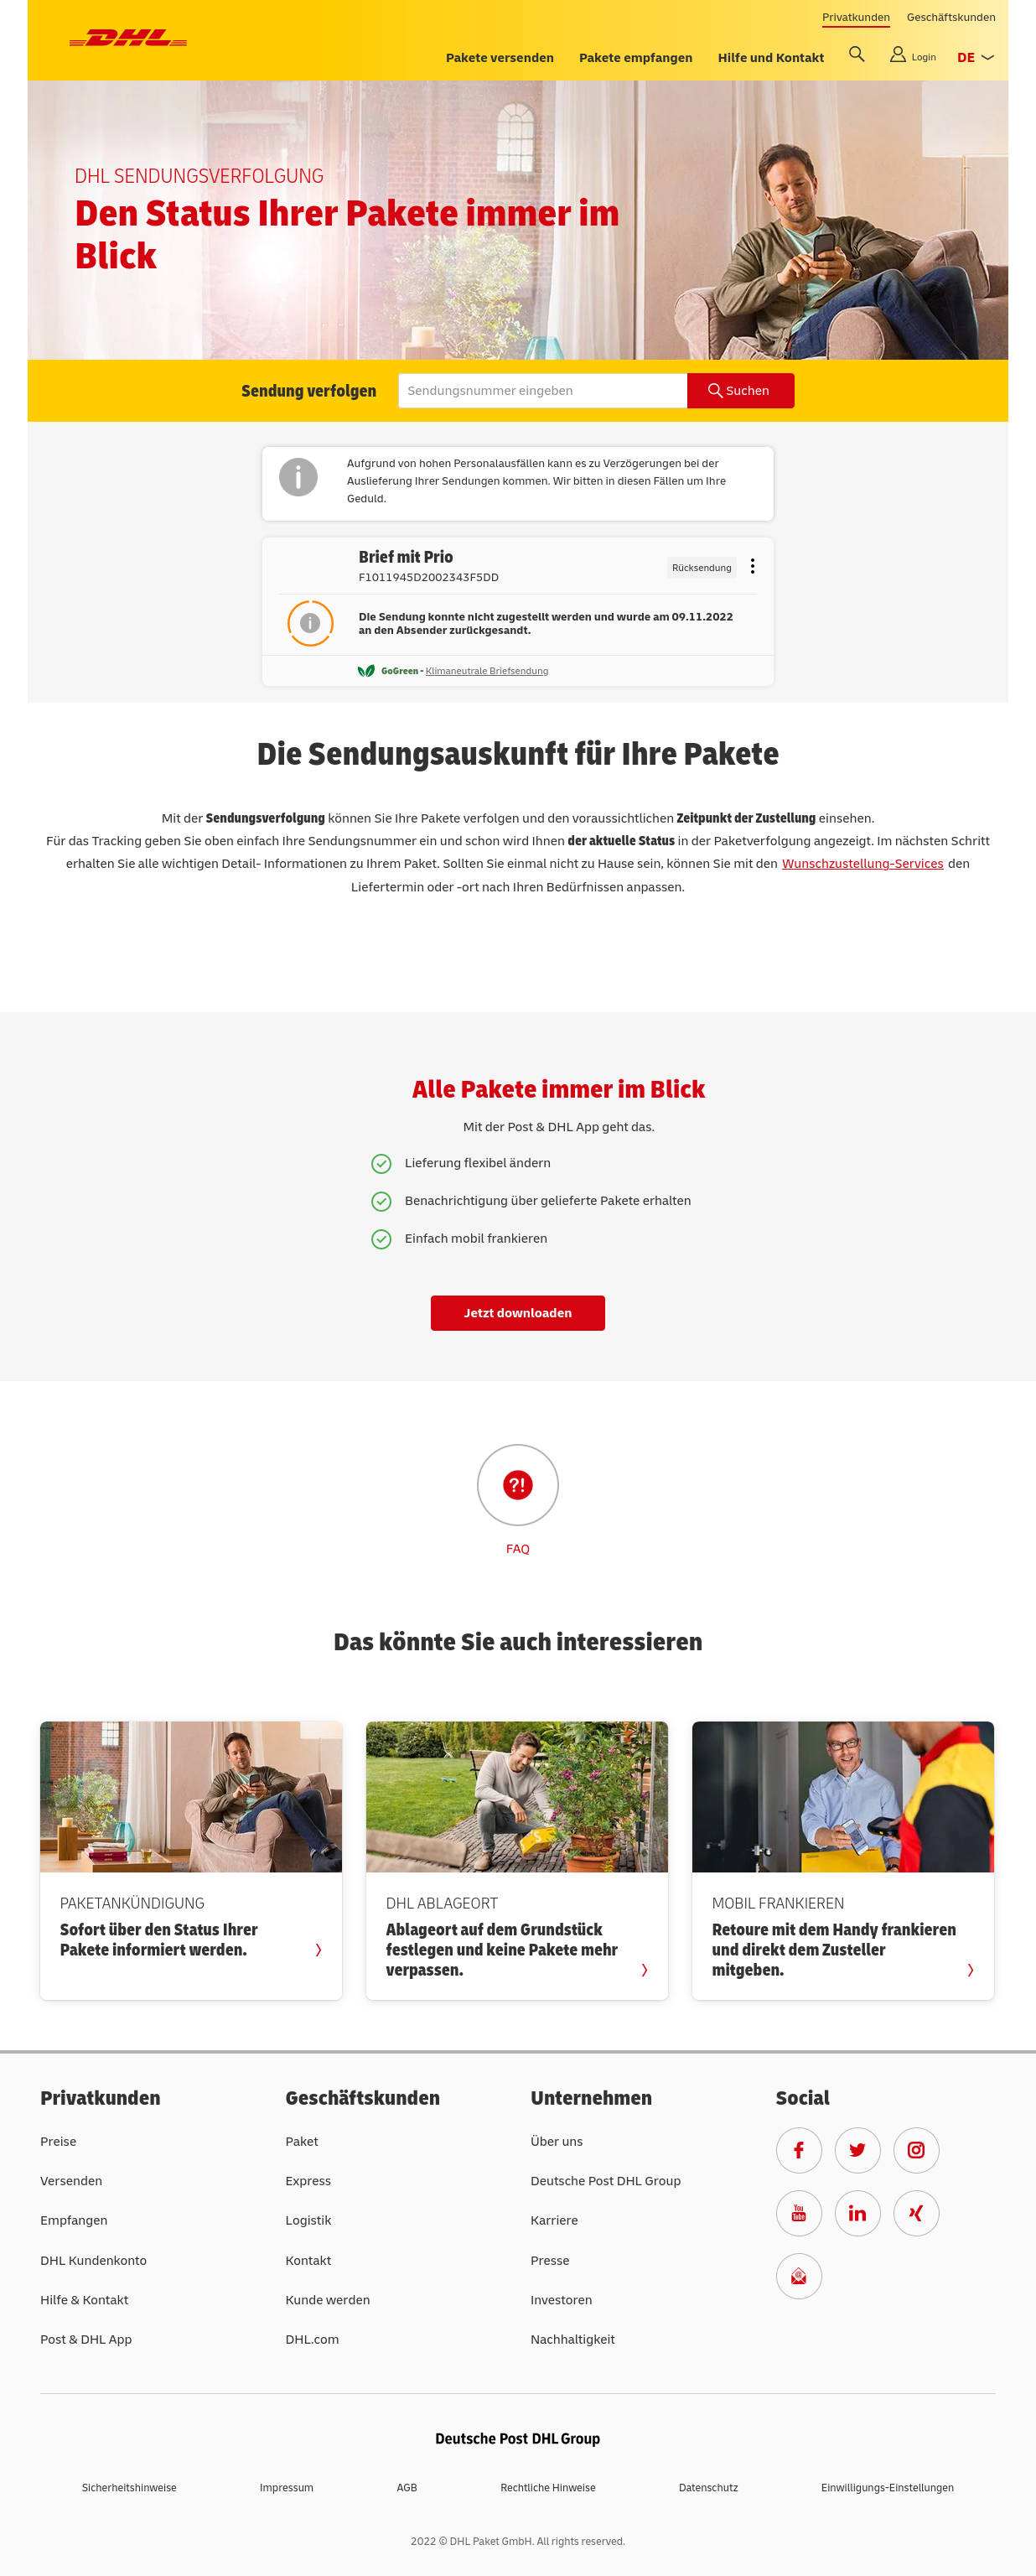 Privatkunden Geschäftskunden
DHL
Pakete versenden Pakete empfangen Hilfe und Kontakt Login DE
DHL SENDUNGSVERFOLGUNG
Den Status Ihrer Pakete immer im
Blick
Sendung verfolgen Sendungsnummer eingeben Suchen
Aufgrund von hohen Personalausfällen kann es zu Verzögerungen bei der
Auslieferung Ihrer Sendungen kommen. Wir bitten in diesen Fällen um Ihre
Geduld.
Brief mit Prio
F1011945D2002343F5DD
Rücksendung
Die Sendung konnte nicht zugestellt werden und wurde am 09.11.2022
an den Absender zurückgesandt.
GoGreen - Klimaneutrale Briefsendung
Die Sendungsauskunft für Ihre Pakete
Mit der Sendungsverfolgung können Sie Ihre Pakete verfolgen und den voraussichtlichen Zeitpunkt der Zustellung einsehen.
Für das Tracking geben Sie oben einfach Ihre Sendungsnummer ein und schon wird Ihnen der aktuelle Status in der Paketverfolgung angezeigt. Im nächsten Schritt
erhalten Sie alle wichtigen Detail- Informationen zu Ihrem Paket. Sollten Sie einmal nicht zu Hause sein, können Sie mit den Wunschzustellung-Services den
Liefertermin oder -ort nach Ihren Bedürfnissen anpassen.
Alle Pakete immer im Blick
Mit der Post & DHL App geht das.
Lieferung flexibel ändern
Benachrichtigung über gelieferte Pakete erhalten
Einfach mobil frankieren
Jetzt downloaden
?!
FAQ
Das könnte Sie auch interessieren
PAKETANKÜNDIGUNG
Sofort über den Status Ihrer
Pakete informiert werden.
DHL ABLAGEORT
Ablageort auf dem Grundstück
festlegen und keine Pakete mehr
verpassen.
MOBIL FRANKIEREN
Retoure mit dem Handy frankieren
und direkt dem Zusteller
mitgeben.
Privatkunden
Preise
Versenden
Empfangen
DHL Kundenkonto
Hilfe & Kontakt
Post & DHL App
Geschäftskunden
Paket
Express
Logistik
Kontakt
Kunde werden
DHL.com
Unternehmen
Über uns
Deutsche Post DHL Group
Karriere
Presse
Investoren
Nachhaltigkeit
Social
You
Tube
in
Deutsche Post DHL Group
Sicherheitshinweise Impressum AGB Rechtliche Hinweise Datenschutz Einwilligungs-Einstellungen
2022 © DHL Paket GmbH. All rights reserved.